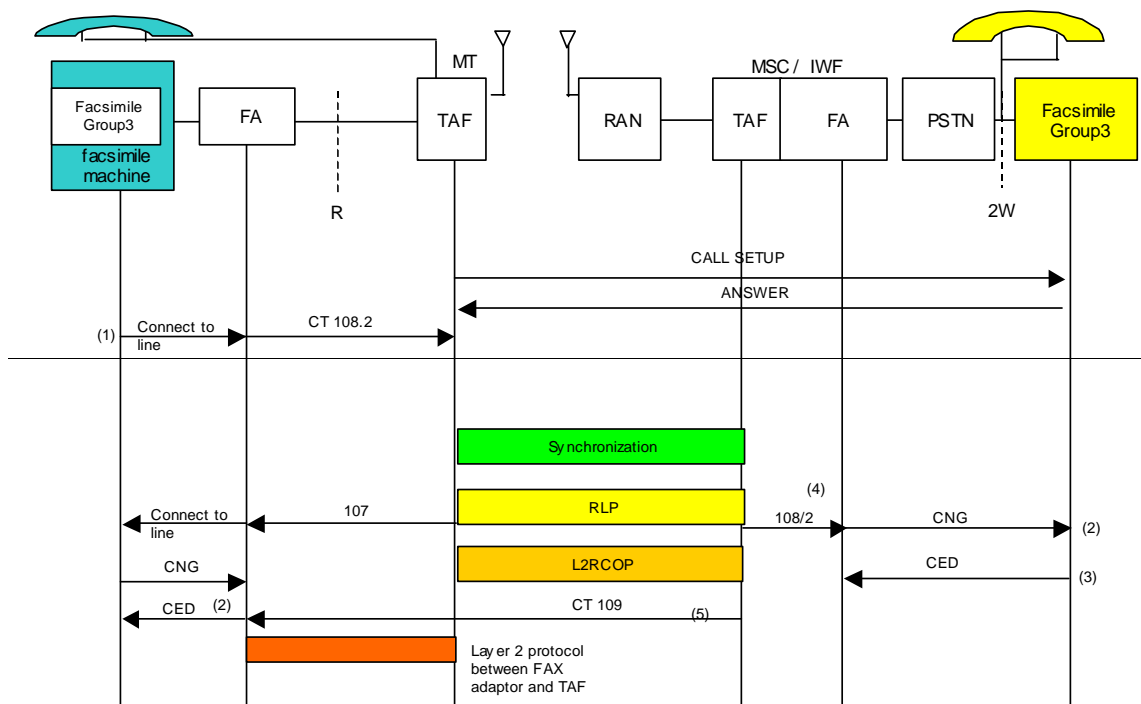 MT
MSC / IWF
Facsimile
Group3
facsimile
machine
FA
TAF
RAN
TAF
FA
PSTN
Facsimile
Group3
R
2W
CALL SETUP
ANSWER
(1)
Connect to
line
CT 108.2
Synchronization
Connect to
line
107
RLP
(4)
108/2
CNG
(2)
CNG
L2RCOP
CED
(3)
CED
(2)
CT 109
(5)
Layer 2 protocol
between FAX
adaptor and TAF